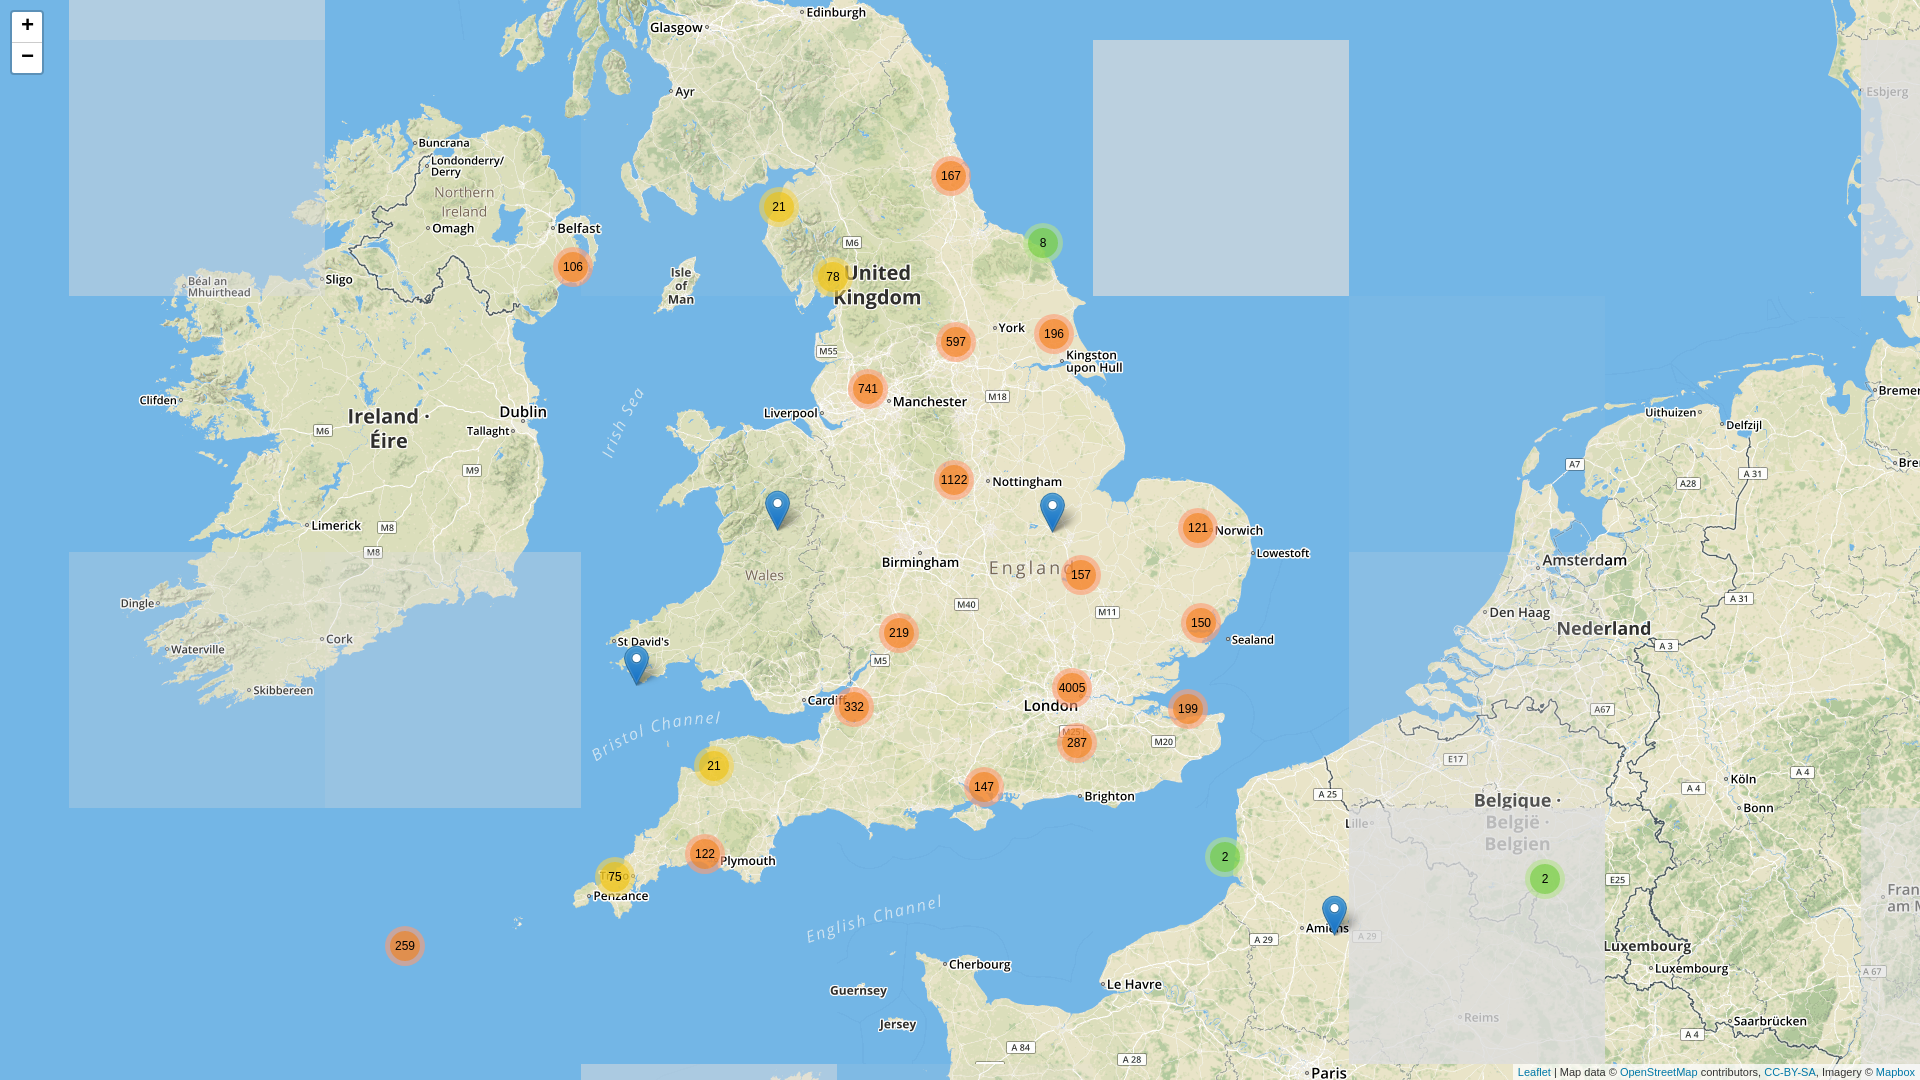 +
−
Edinburgh
Glasgow
Ayr
Esbjerg
Buncrana
Londonderry/
Derry
Northern
Ireland
Omagh
Belfast
167
21
8
M6
106
78
United
Kingdom
Isle
of
Man
Sligo
Béal an
Mhuirthead
York
196
597
M55
Kingston
upon Hull
741
Manchester
M18
Liverpool
Clifden
Ireland ·
Éire
Dublin
Tallaght
M6
M9
Irish Sea
Uithuizen
Delfzijl
A7
A 31
A28
1122
Nottingham
121
Norwich
Lowestoft
Limerick
M8
M8
Birmingham
England
157
Wales
M40
M11
Amsterdam
Den Haag
A 31
Nederland
A 3
Dingle
Cork
Waterville
Skibbereen
St David's
219
M5
150
Sealand
4005
London
199
Cardiff
332
M25
287
M20
A67
Bristol Channel
21
147
Brighton
E17
A 25
Köln
A 4
A 4
Bonn
Belgique ·
België ·
Belgien
Lille
122
Plymouth
75
Penzance
2
2
E25
English Channel
259
Amiens
A 29
A 29
Luxembourg
Luxembourg
A 67
Cherbourg
Le Havre
Guernsey
Jersey
Reims
Saarbrücken
A 4
A 84
A 28
Paris
Leaflet | Map data © OpenStreetMap contributors, CC-BY-SA, Imagery © Mapbox